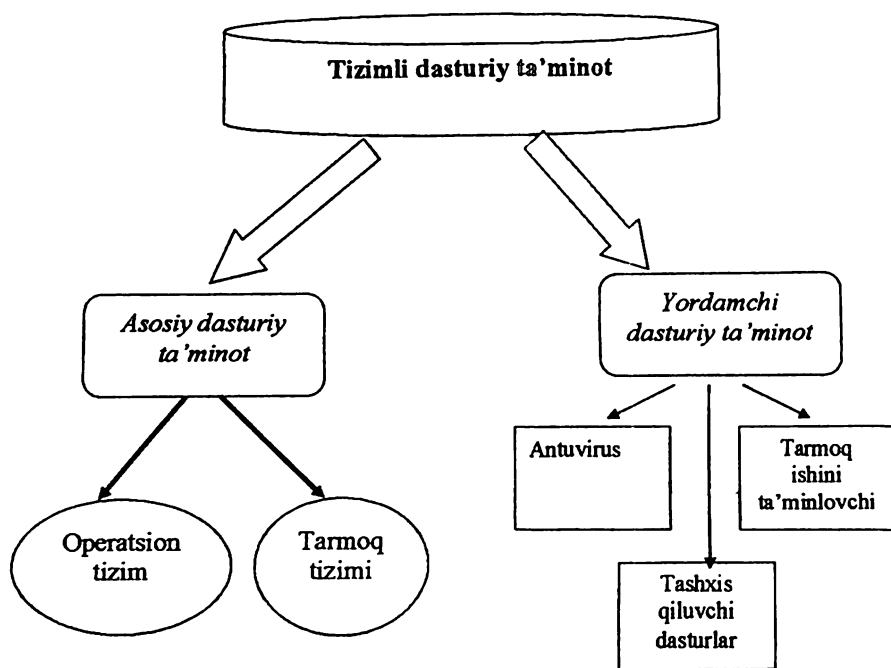 Tizimli dasturiy ta’minot
Asosiy dasturiy
ta’minot
Yordamchi
dasturiy ta’minot
Operatsion
tizim
Tarmoq
tizimi
Antuvirus
Tashxis
qiluvchi
dasturlar
Tarmoq
ishini
ta’minlovchi